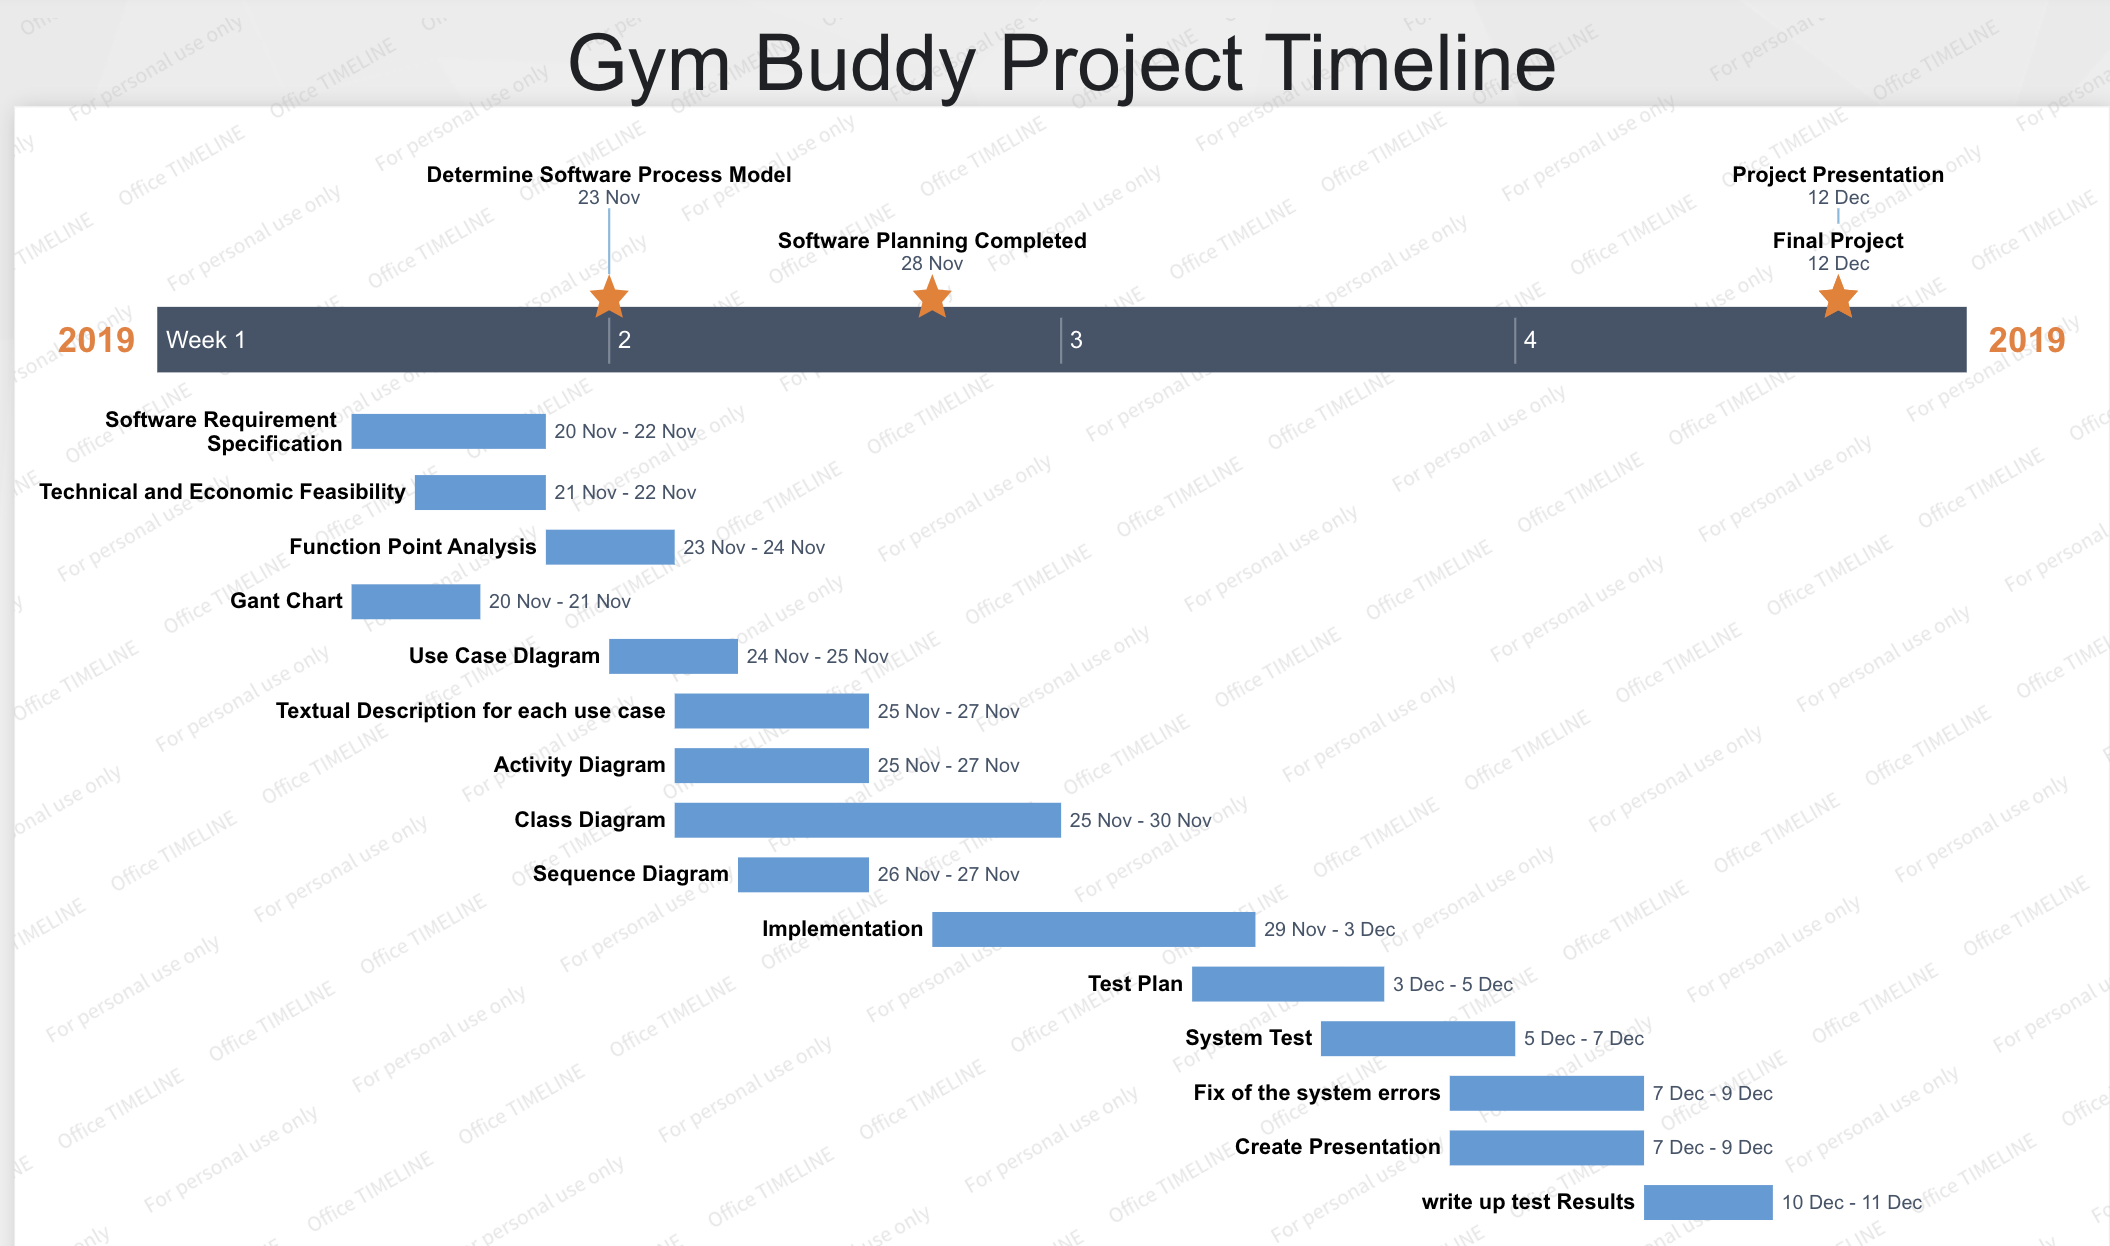 Gym Buddy Project Timeline
Determine Software Process Model
23 Nov
Project Presentation
12 Dec
Software Planning Completed
28 Nov
Final Project
12 Dec
2019 Week 1 2 3 4 2019
Software Requirement
Specification
20 Nov - 22 Nov
Technical and Economic Feasibility 21 Nov - 22 Nov
Function Point Analysis 23 Nov - 24 Nov
Gant Chart 20 Nov - 21 Nov
Use Case DIagram 24 Nov - 25 Nov
Textual Description for each use case 25 Nov - 27 Nov
Activity Diagram 25 Nov - 27 Nov
Class Diagram 25 Nov - 30 Nov
Sequence Diagram 26 Nov - 27 Nov
Implementation 29 Nov - 3 Dec
Test Plan 3 Dec - 5 Dec
System Test 5 Dec - 7 Dec
Fix of the system errors 7 Dec - 9 Dec
Create Presentation 7 Dec - 9 Dec
write up test Results 10 Dec - 11 Dec
For personal use only
Office TIMELINE